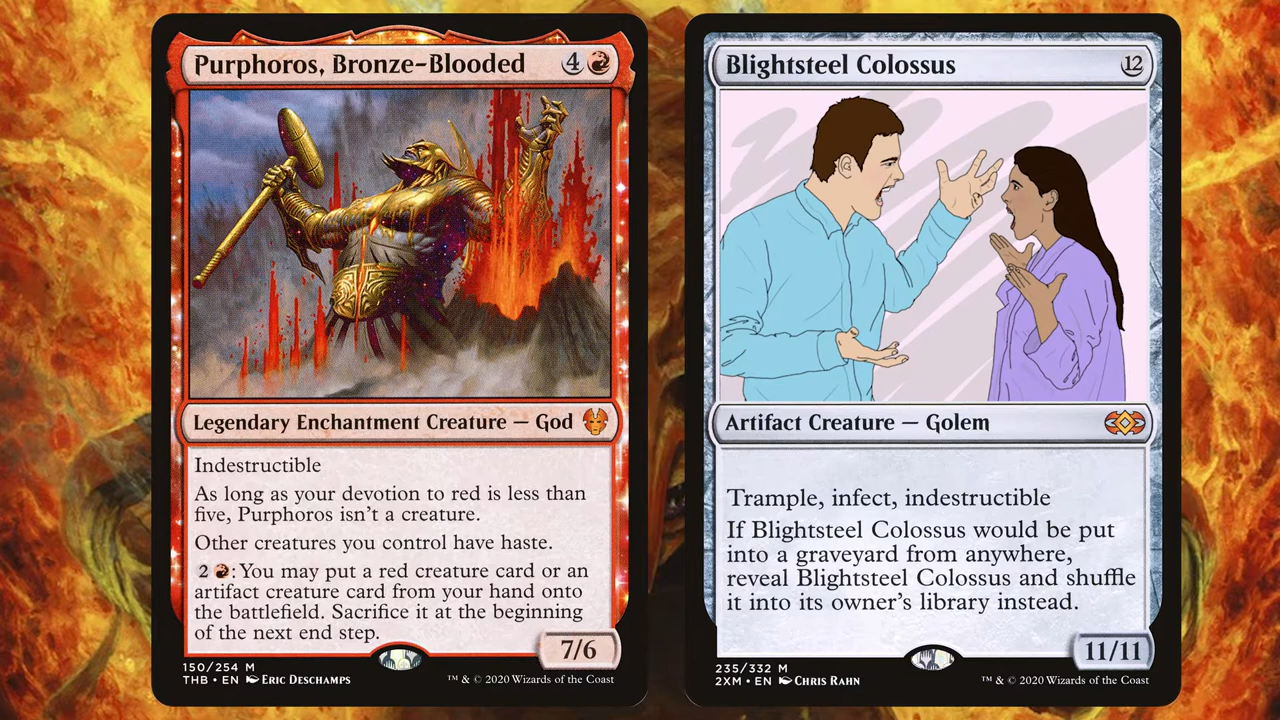 Purphoros, Bronze-Blooded 4
Legendary Enchantment Creature — God
Indestructible
As long as your devotion to red is less than
five, Purphoros isn't a creature.
Other creatures you control have haste.
2 : You may put a red creature card or an
artifact creature card from your hand onto
the battlefield. Sacrifice it at the beginning
of the next end step.
7/6
150/254 M
THB • EN Eric Deschamps
™ & © 2020 Wizards of the Coast
Blightsteel Colossus 12
Artifact Creature — Golem
Trample, infect, indestructible
If Blightsteel Colossus would be put
into a graveyard from anywhere,
reveal Blightsteel Colossus and shuffle
it into its owner's library instead.
11/11
235/332 M
2XM • EN Chris Rahn
™ & © 2020 Wizards of the Coast